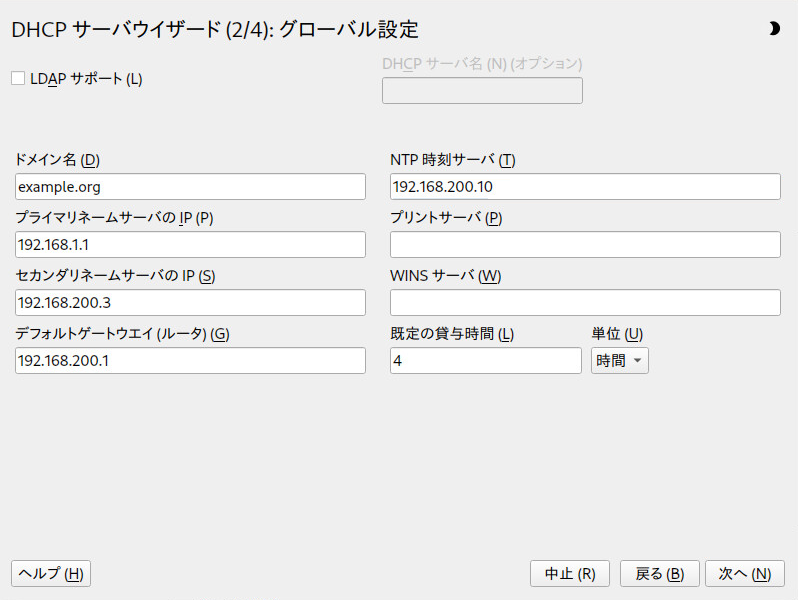 DHCP サーバウイザード (2/4): グローバル設定
LDAP サポート (L)
DHCP サーバ名 (N) (オプション)
ドメイン名 (D)
example.org
NTP 時刻サーバ (T)
192.168.200.10
プライマリネームサーバの IP (P)
192.168.1.1
プリントサーバ (P)
セカンダリネームサーバの IP (S)
192.168.200.3
WINS サーバ (W)
デフォルトゲートウエイ (ルータ) (G)
192.168.200.1
既定の貸与時間 (L)
4
単位 (U)
時間
ヘルプ (H)
中止 (R)
戻る (B)
次へ (N)